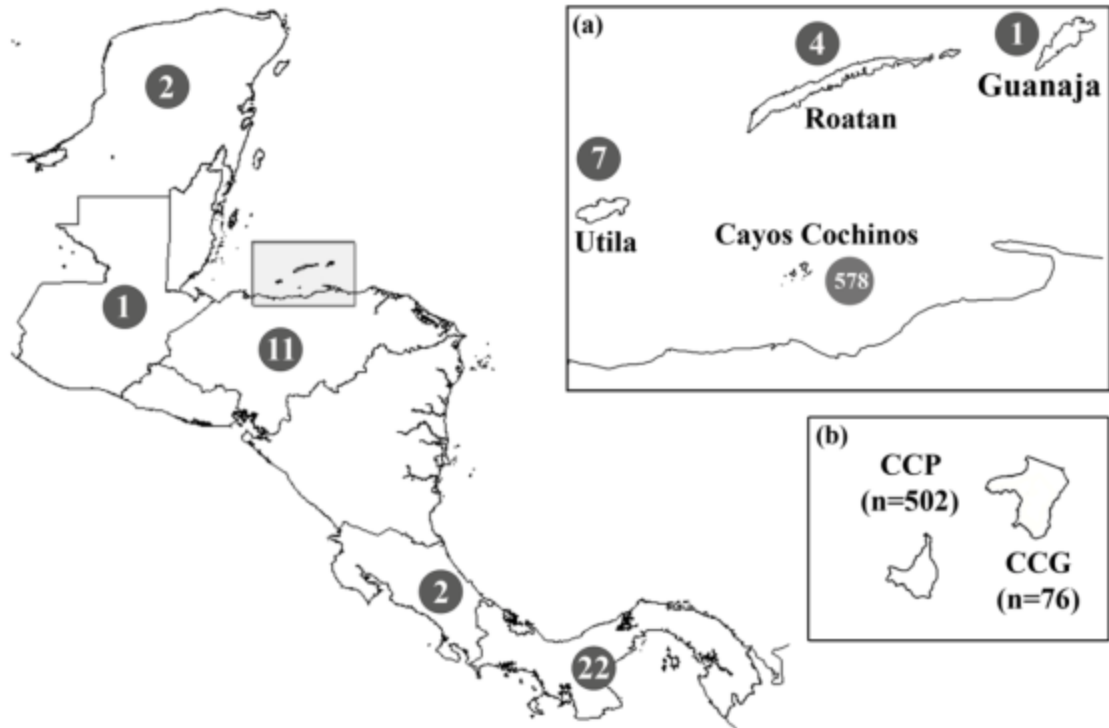 2
1
11
2
22
(a)
4
1
Guanaja
Roatan
7
Utila
Cayos Cochinos
578
(b)
CCP
(n=502)
CCG
(n=76)